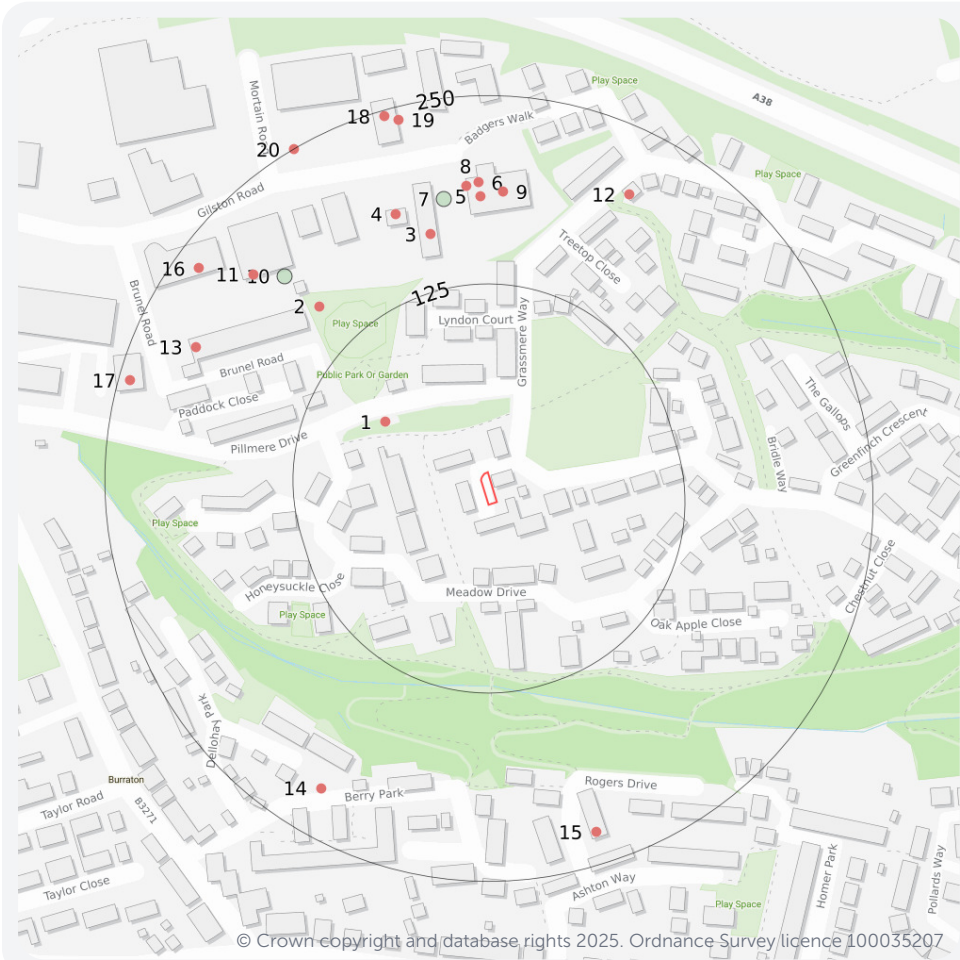 Play Space
A38
Mortain Road
250
18
19
Badgers Walk
20
8
Play Space
6
7
5
9
12
Gilston Road
4
3
Treetop Close
16
11
10
Brunel Road
2
125
Play Space
Lyndon Court
Grassmere Way
13
Brunel Road
Public Park Or Garden
17
Paddock Close
The Gallops
1
Pillmere Drive
Greenfinch Crescent
Bridle Way
Play Space
Honeysuckle Close
Meadow Drive
Chestnut Close
Play Space
Oak Apple Close
Dellohay Park
Burraton
Taylor Road
B3271
14
Berry Park
Rogers Drive
15
Taylor Close
Ashton Way
Homer Park
Pollards Way
Play Space
© Crown copyright and database rights 2025. Ordnance Survey licence 100035207